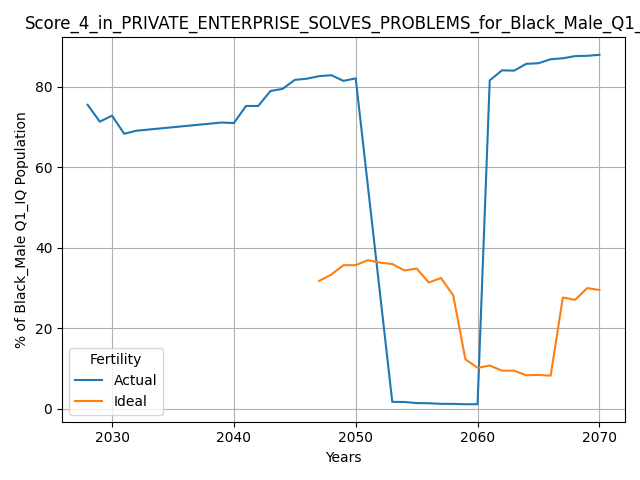 Score_4_in_PRIVATE_ENTERPRISE_SOLVES_PROBLEMS_for_Black_Male_Q1_
% of Black_Male Q1_IQ Population
80
60
40
20
0
Fertility
Actual
Ideal
2030 2040 2050 2060 2070
Years